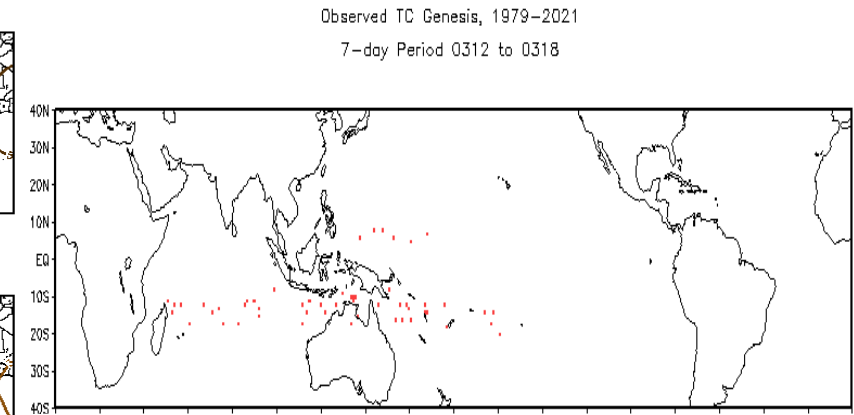 Observed TC Genesis, 1979–2021
7–day Period 0312 to 0318
40N
30N
20N
10N
EQ
10S
20S
30S
40S